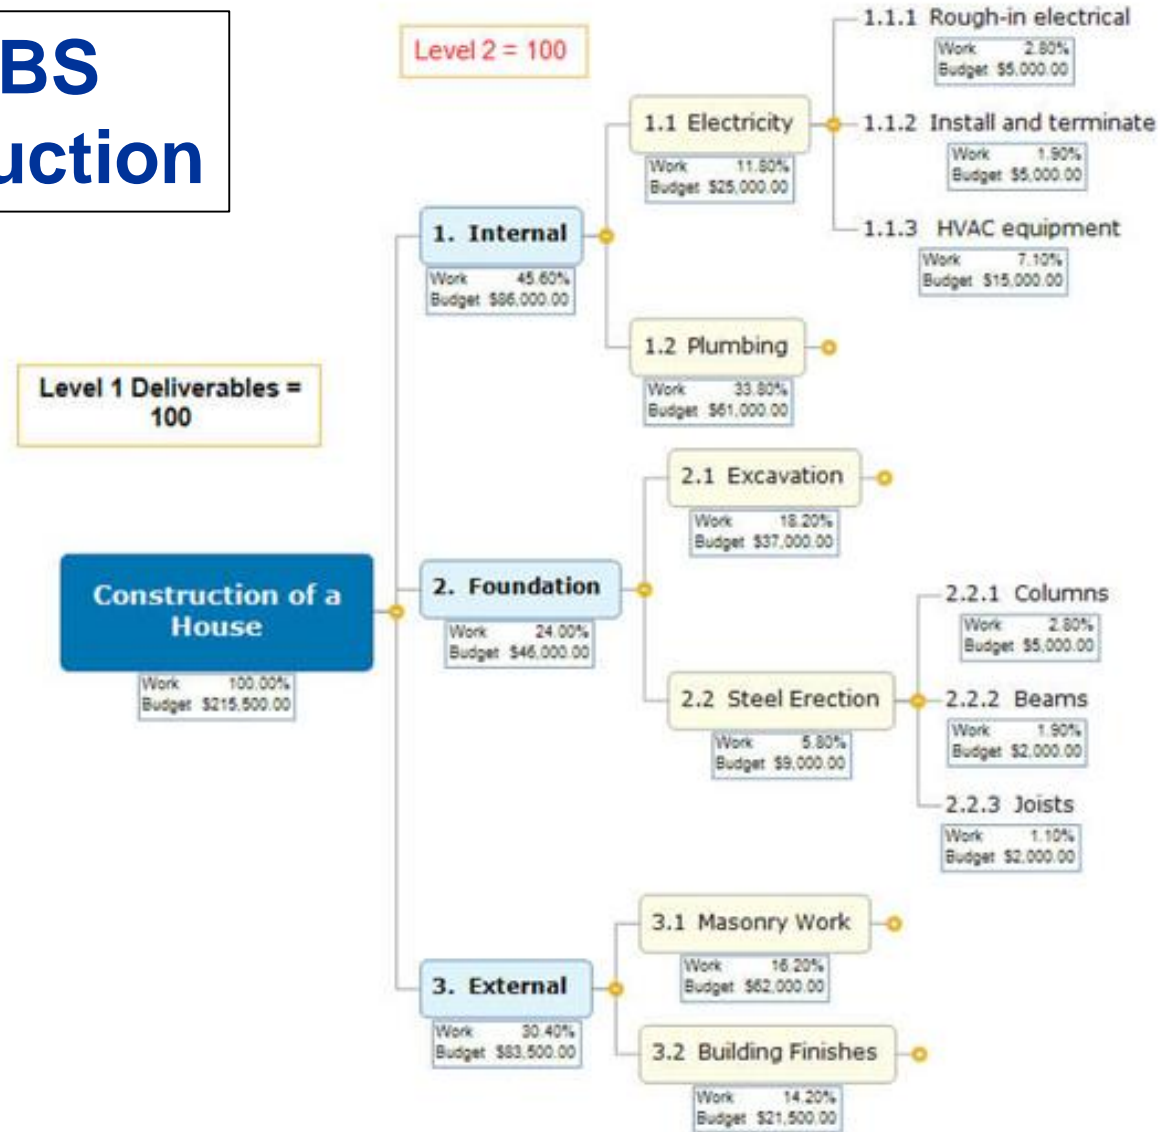 BS
uction
Level 2 = 100
1.1.1 Rough-in electrical
Work 2.80%
Budget $5,000.00
1.1 Electricity
Work 11.80%
Budget $25,000.00
1.1.2 Install and terminate
Work 1.90%
Budget $5,000.00
1. Internal
Work 45.60%
Budget $86,000.00
1.1.3 HVAC equipment
Work 7.10%
Budget $15,000.00
1.2 Plumbing
Work 33.80%
Budget $61,000.00
Level 1 Deliverables =
100
2.1 Excavation
Work 18.20%
Budget $37,000.00
Construction of a
House
Work 100.00%
Budget $215,500.00
2. Foundation
Work 24.00%
Budget $46,000.00
2.2.1 Columns
Work 2.80%
Budget $5,000.00
2.2 Steel Erection
Work 5.80%
Budget $9,000.00
2.2.2 Beams
Work 1.90%
Budget $2,000.00
2.2.3 Joists
Work 1.10%
Budget $2,000.00
3.1 Masonry Work
Work 16.20%
Budget $62,000.00
3. External
Work 30.40%
Budget $83,500.00
3.2 Building Finishes
Work 14.20%
Budget $21,500.00